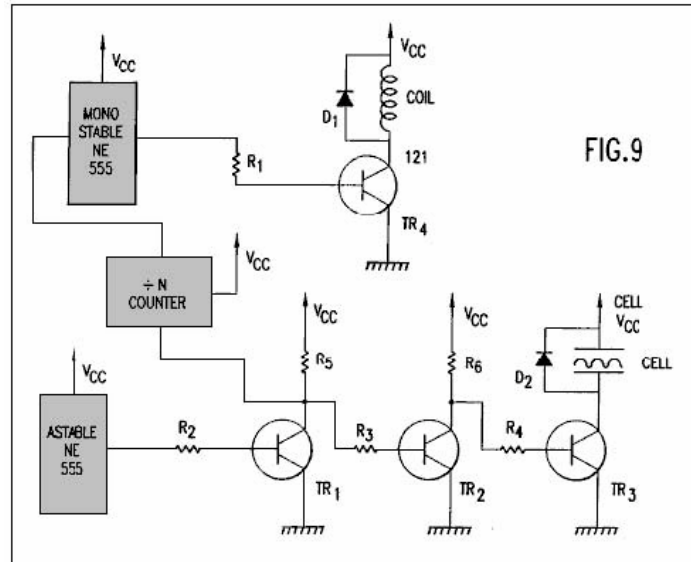 VCC
VCC
MONO
STABLE
NE
555
D1
COIL
R1
121
TR4
FIG.9
÷ N
COUNTER
VCC
VCC
VCC
CELL
VCC
VCC
R5
R6
D2
CELL
ASTABLE
NE
555
R2
R3
R4
TR1
TR2
TR3